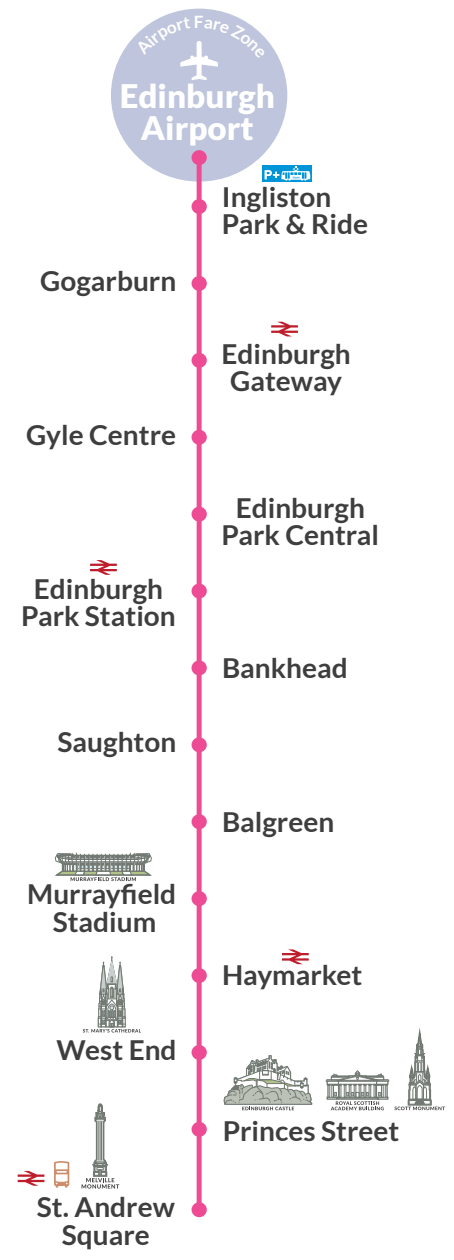 Airport Fare Zone
Edinburgh
Airport
P+
Ingliston
Park & Ride
Gogarburn
Edinburgh
Gateway
Gyle Centre
Edinburgh
Park Central
Edinburgh
Park Station
Bankhead
Saughton
Balgreen
MURRAYFIELD STADIUM
Murrayfield
Stadium
Haymarket
ST. MARY'S CATHEDRAL
West End
EDINBURGH CASTLE
ROYAL SCOTTISH
ACADEMY BUILDING
SCOTT MONUMENT
Princes Street
MELVILLE
MONUMENT
St. Andrew
Square